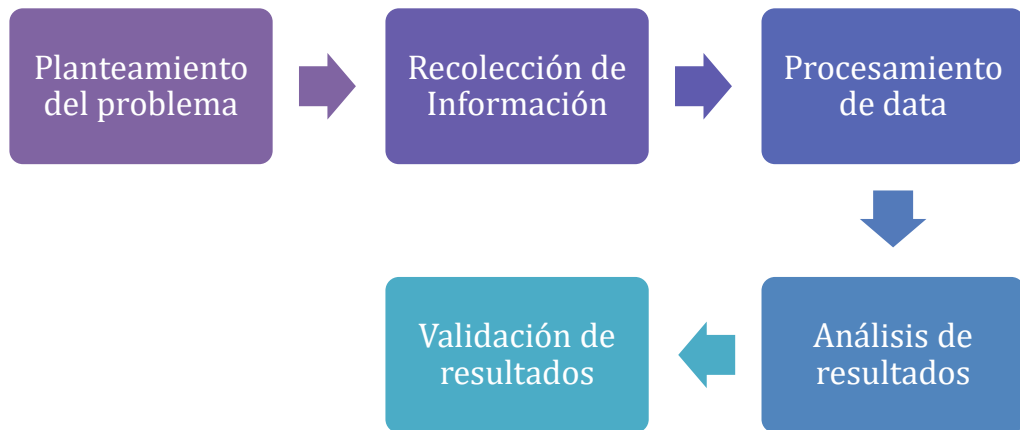 Planteamiento
del problema
Recolección de
Información
Procesamiento
de data
Análisis de
resultados
Validación de
resultados